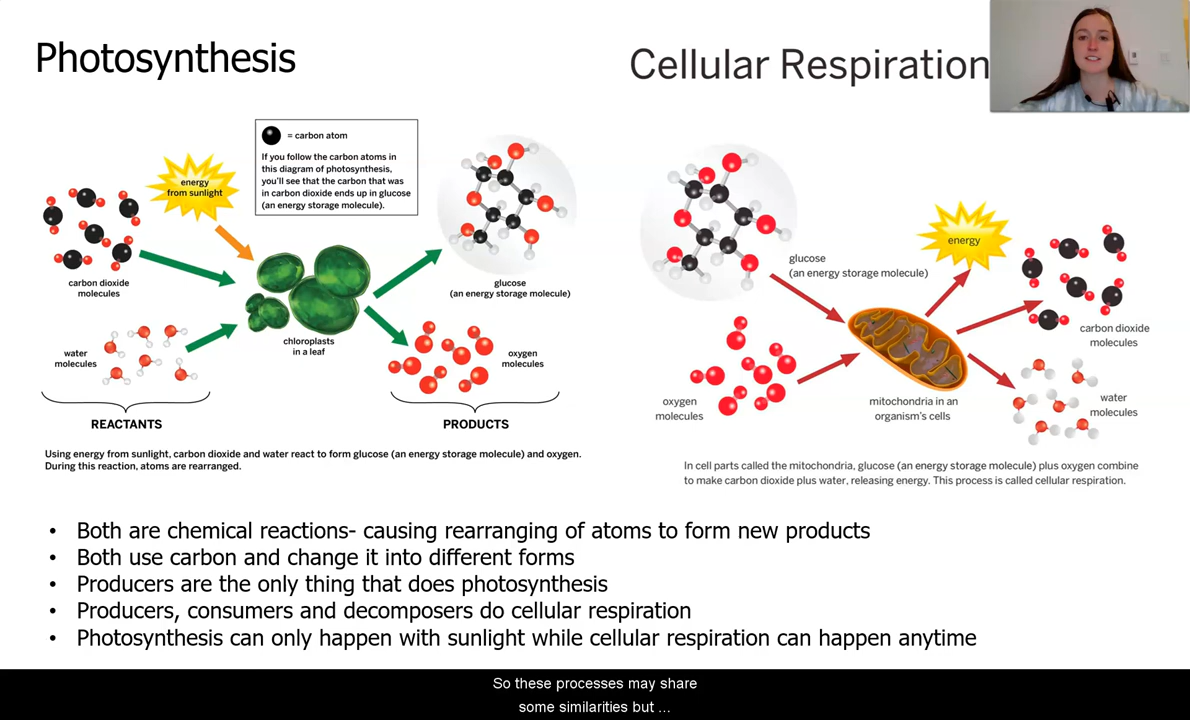 Photosynthesis
Cellular Respiration
= carbon atom
If you follow the carbon atoms in
this diagram of photosynthesis,
you'll see that the carbon that was
in carbon dioxide ends up in glucose
(an energy storage molecule).
energy
from sunlight
carbon dioxide
molecules
water
molecules
chloroplasts
in a leaf
glucose
(an energy storage molecule)
oxygen
molecules
REACTANTS
PRODUCTS
Using energy from sunlight, carbon dioxide and water react to form glucose (an energy storage molecule) and oxygen.
During this reaction, atoms are rearranged.
glucose
(an energy storage molecule)
energy
oxygen
molecules
mitochondria in an
organism's cells
carbon dioxide
molecules
water
molecules
In cell parts called the mitochondria, glucose (an energy storage molecule) plus oxygen combine
to make carbon dioxide plus water, releasing energy. This process is called cellular respiration.
• Both are chemical reactions- causing rearranging of atoms to form new products
• Both use carbon and change it into different forms
• Producers are the only thing that does photosynthesis
• Producers, consumers and decomposers do cellular respiration
• Photosynthesis can only happen with sunlight while cellular respiration can happen anytime
So these processes may share
some similarities but ...